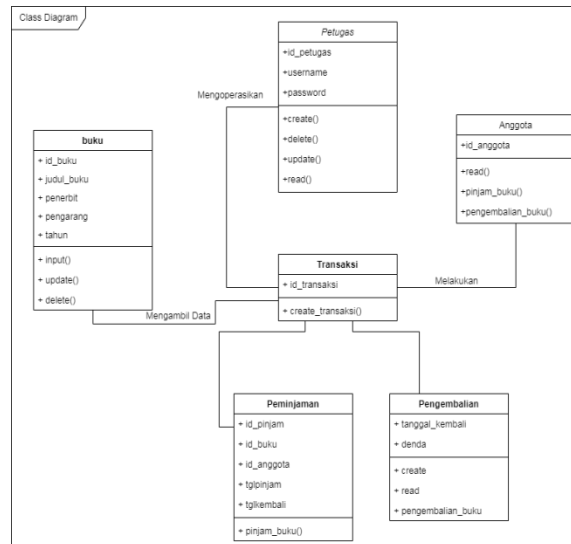 Class Diagram
Petugas
+id_petugas
+username
+password
+create()
+delete()
+update()
+read()
Mengoperasikan
Anggota
+id_anggota
+read()
+pinjam_buku()
+pengembalian_buku()
buku
+ id_buku
+ judul_buku
+ penerbit
+ pengarang
+ tahun
+ input()
+ update()
+ delete()
Transaksi
+ id_transaksi
+ create_transaksi()
Melakukan
Mengambil Data
Peminjaman
+ id_pinjam
+ id_buku
+ id_anggota
+ tglpinjam
+ tglkembali
+ pinjam_buku()
Pengembalian
+ tanggal_kembali
+ denda
+ create
+ read
+ pengembalian_buku